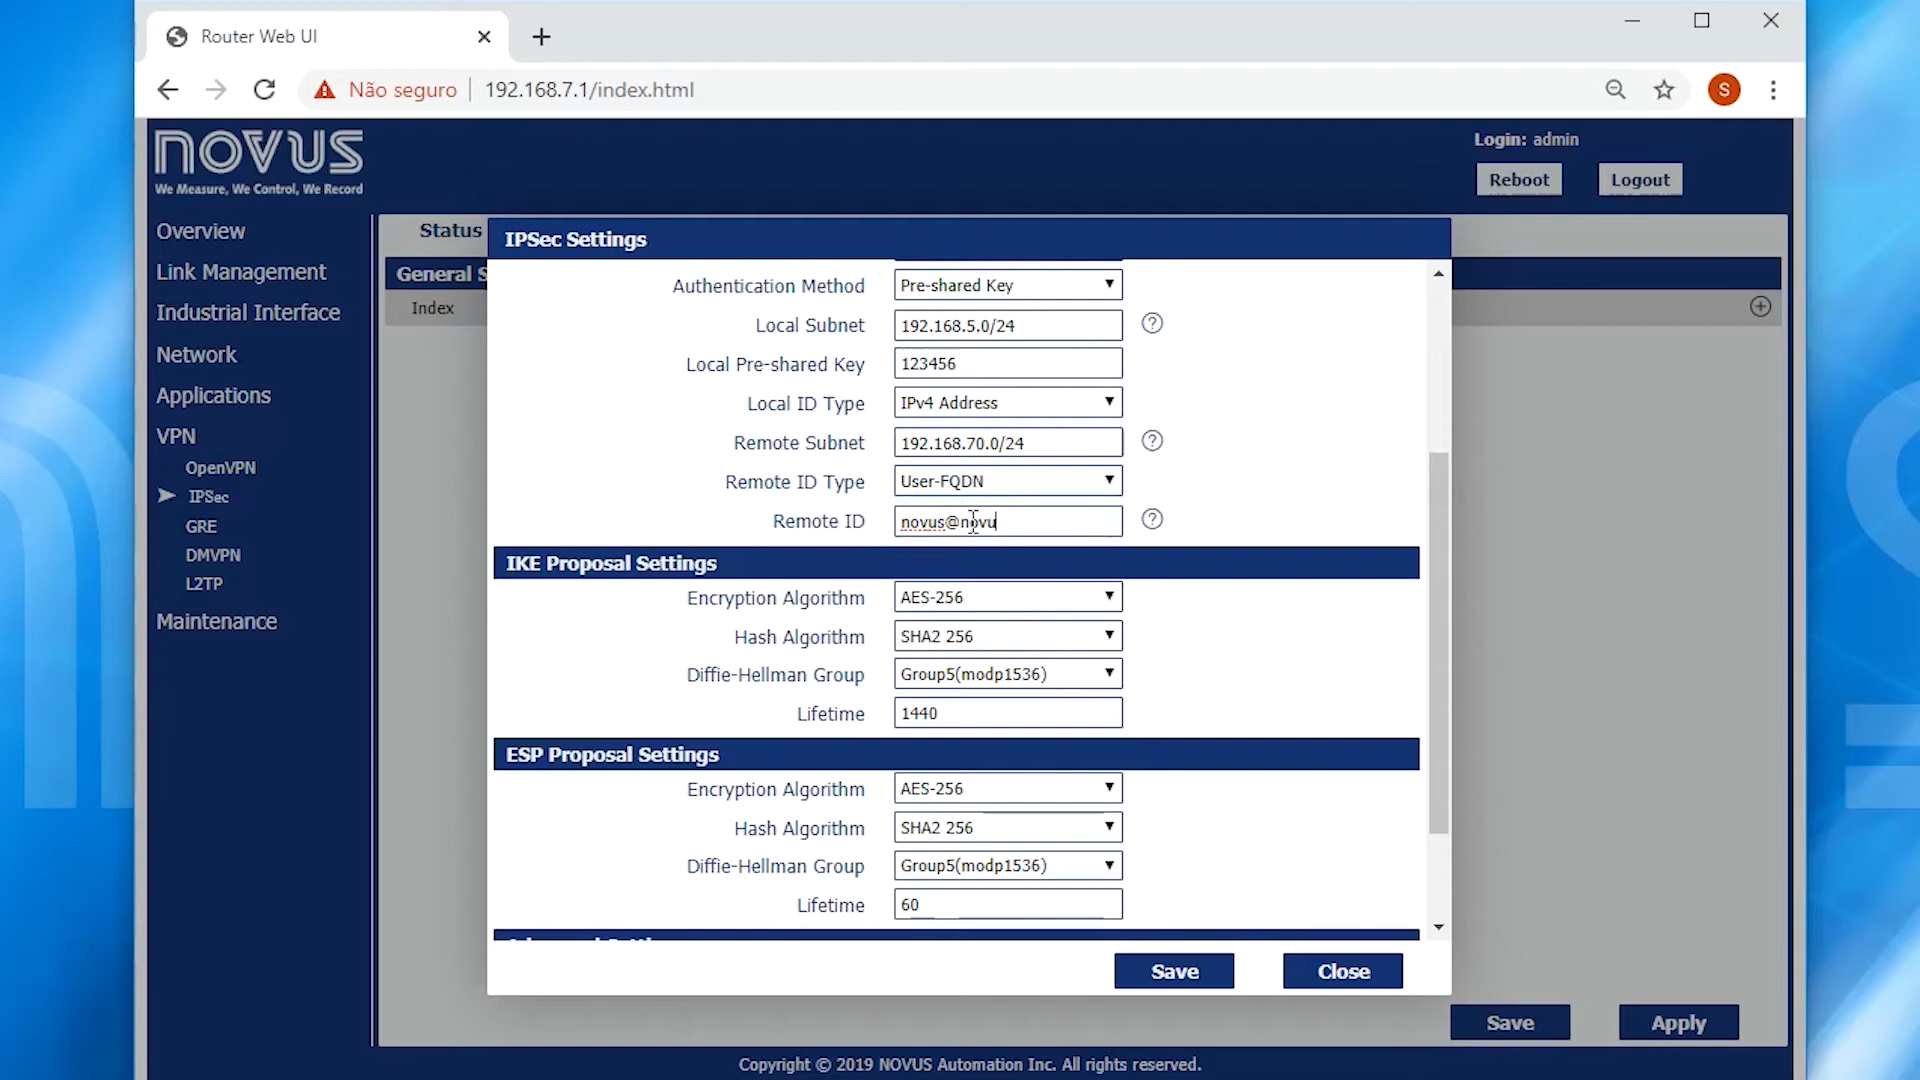 Router Web UI
Não seguro 192.168.7.1/index.html
S
novus
We Measure, We Control, We Record
Login: admin
Reboot Logout
Overview
Link Management
Industrial Interface
Network
Applications
VPN
OpenVPN
IPSec
GRE
DMVPN
L2TP
Maintenance
Status
General S
Index
IPSec Settings
Authentication Method Pre-shared Key
Local Subnet 192.168.5.0/24
Local Pre-shared Key 123456
Local ID Type IPv4 Address
Remote Subnet 192.168.70.0/24
Remote ID Type User-FQDN
Remote ID novus@novu
IKE Proposal Settings
Encryption Algorithm AES-256
Hash Algorithm SHA2 256
Diffie-Hellman Group Group5(modp1536)
Lifetime 1440
ESP Proposal Settings
Encryption Algorithm AES-256
Hash Algorithm SHA2 256
Diffie-Hellman Group Group5(modp1536)
Lifetime 60
Save Close
Save Apply
Copyright © 2019 NOVUS Automation Inc. All rights reserved.